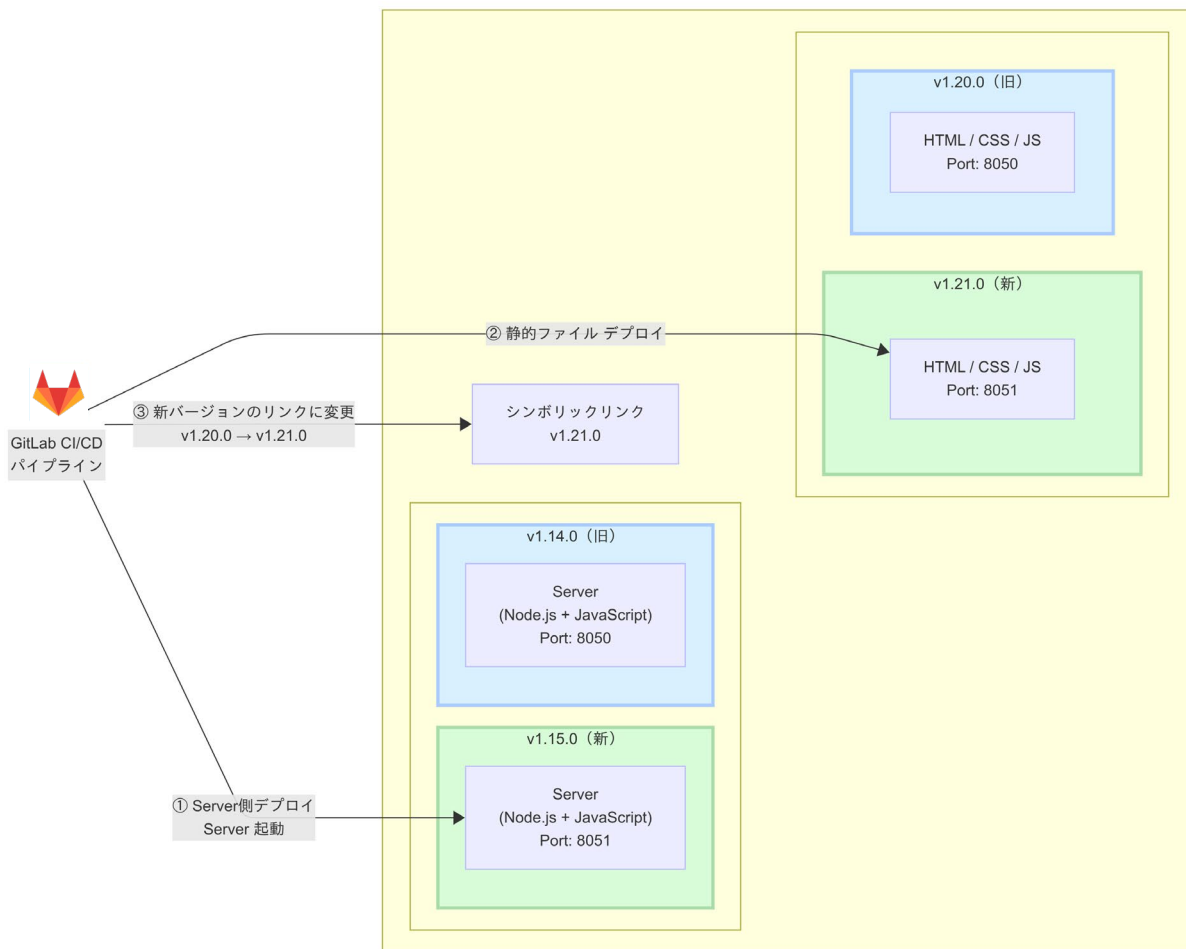 v1.20.0（旧）
HTML / CSS / JS
Port: 8050
v1.21.0（新）
HTML / CSS / JS
Port: 8051
② 静的ファイル デプロイ
③ 新バージョンのリンクに変更
v1.20.0 → v1.21.0
シンボリックリンク
v1.21.0
GitLab CI/CD
パイプライン
v1.14.0（旧）
Server
(Node.js + JavaScript)
Port: 8050
v1.15.0（新）
Server
(Node.js + JavaScript)
Port: 8051
① Server側デプロイ
Server 起動